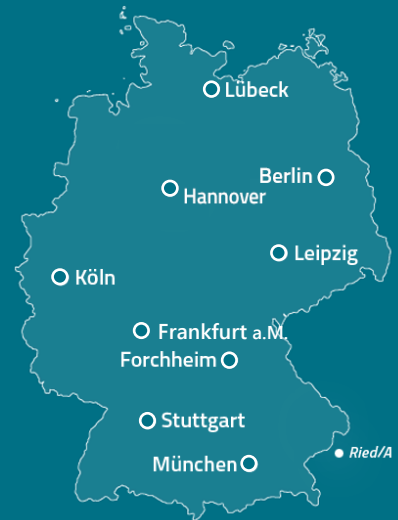 Lübeck
Berlin
Hannover
Leipzig
Köln
Frankfurt a.M.
Forchheim
Stuttgart
Ried/A
München